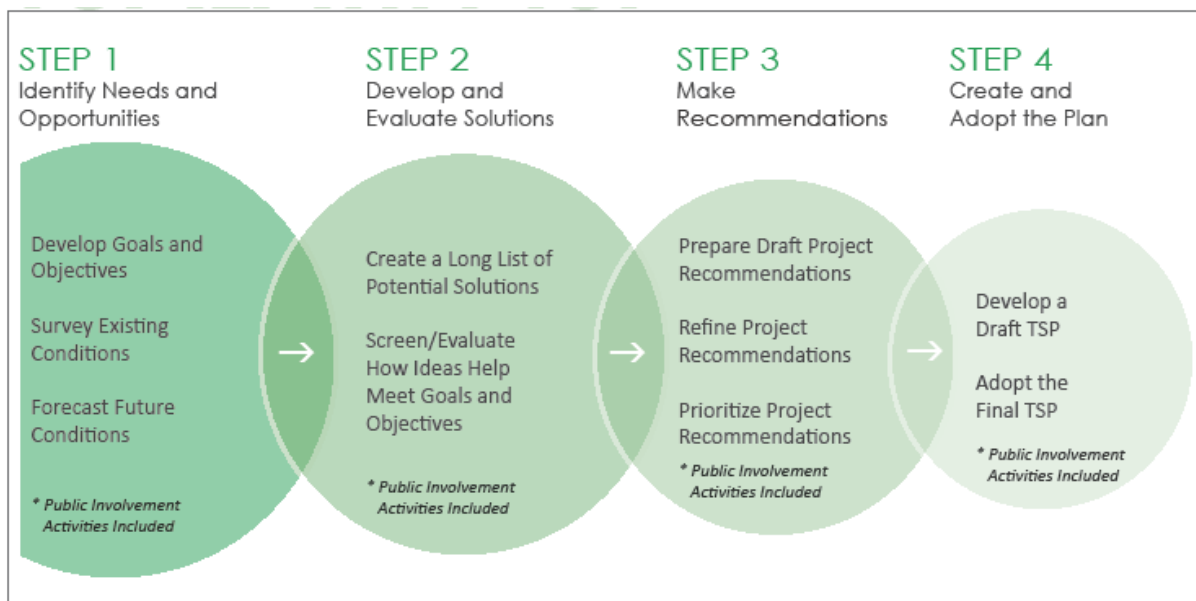 STEP 1
Identify Needs and
Opportunities
Develop Goals and
Objectives
Survey Existing
Conditions
Forecast Future
Conditions
* Public Involvement
Activities Included
STEP 2
Develop and
Evaluate Solutions
Create a Long List of
Potential Solutions
Screen/Evaluate
How Ideas Help
Meet Goals and
Objectives
* Public Involvement
Activities Included
STEP 3
Make
Recommendations
Prepare Draft Project
Recommendations
Refine Project
Recommendations
Prioritize Project
Recommendations
* Public Involvement
Activities Included
STEP 4
Create and
Adopt the Plan
Develop a
Draft TSP
Adopt the
Final TSP
* Public Involvement
Activities Included